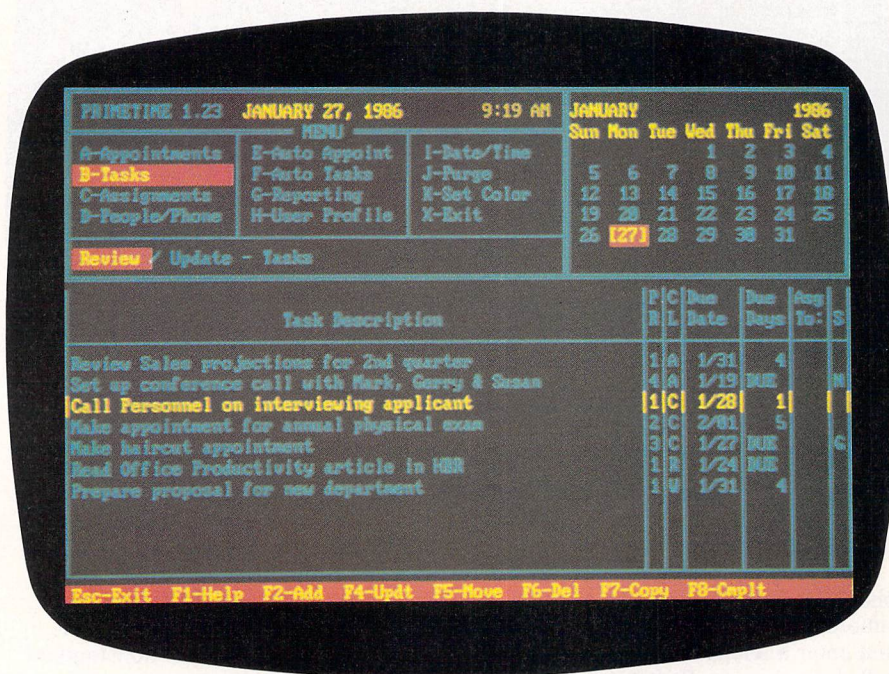 PRIMETIME 1.23 JANUARY 27, 1986 9:19 AM
MENU
A-Appointments E-Auto Appoint I-Date/Time
B-Tasks F-Auto Tasks J-Purge
C-Assignments G-Reporting K-Set Color
D-People/Phone H-User Profile X-Exit
JANUARY 1986
Sun Mon Tue Wed Thu Fri Sat
1 2 3 4
5 6 7 8 9 10 11
12 13 14 15 16 17 18
19 20 21 22 23 24 25
26 [27] 28 29 30 31
Review / Update - Tasks
P C Due Due Asg
Task Description R L Date Days To: S
Review Sales projections for 2nd quarter 1 A 1/31 4
Set up conference call with Mark, Gerry & Susan 4 A 1/19 DUE N
Call Personnel on interviewing applicant 1 C 1/28 1
Make appointment for annual physical exam 2 C 2/01 5
Make haircut appointment 3 C 1/27 DUE G
Read Office Productivity article in HBR 1 R 1/24 DUE
Prepare proposal for new department 1 W 1/31 4
Esc-Exit F1-Help F2-Add F4-Updt F5-Move F6-Del F7-Copy F8-Cmplt